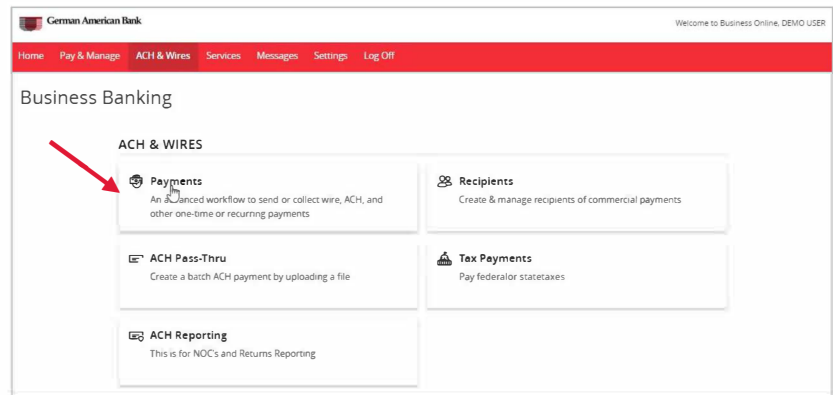 German American Bank
Welcome to Business Online, DEMO USER
Home Pay & Manage ACH & Wires Services Messages Settings Log Off
Business Banking
ACH & WIRES
Payments
An advanced workflow to send or collect wire, ACH, and
other one-time or recurring payments
Recipients
Create & manage recipients of commercial payments
ACH Pass-Thru
Create a batch ACH payment by uploading a file
Tax Payments
Pay federalor statetaxes
ACH Reporting
This is for NOC's and Returns Reporting